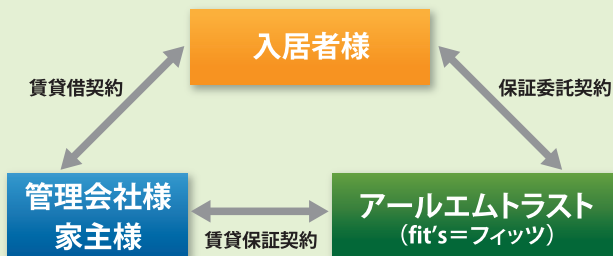 入居者様
賃貸借契約
保証委託契約
管理会社様
家主様
賃貸保証契約
アールエムトラスト
（fit's＝フィッツ）